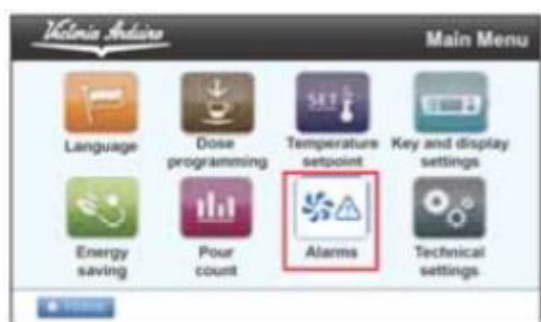 Victoria Arduino
Main Menu
SET
Language
Dose
programming
Temperature
setpoint
Key and display
settings
Energy
saving
Pour
count
Alarms
Technical
settings